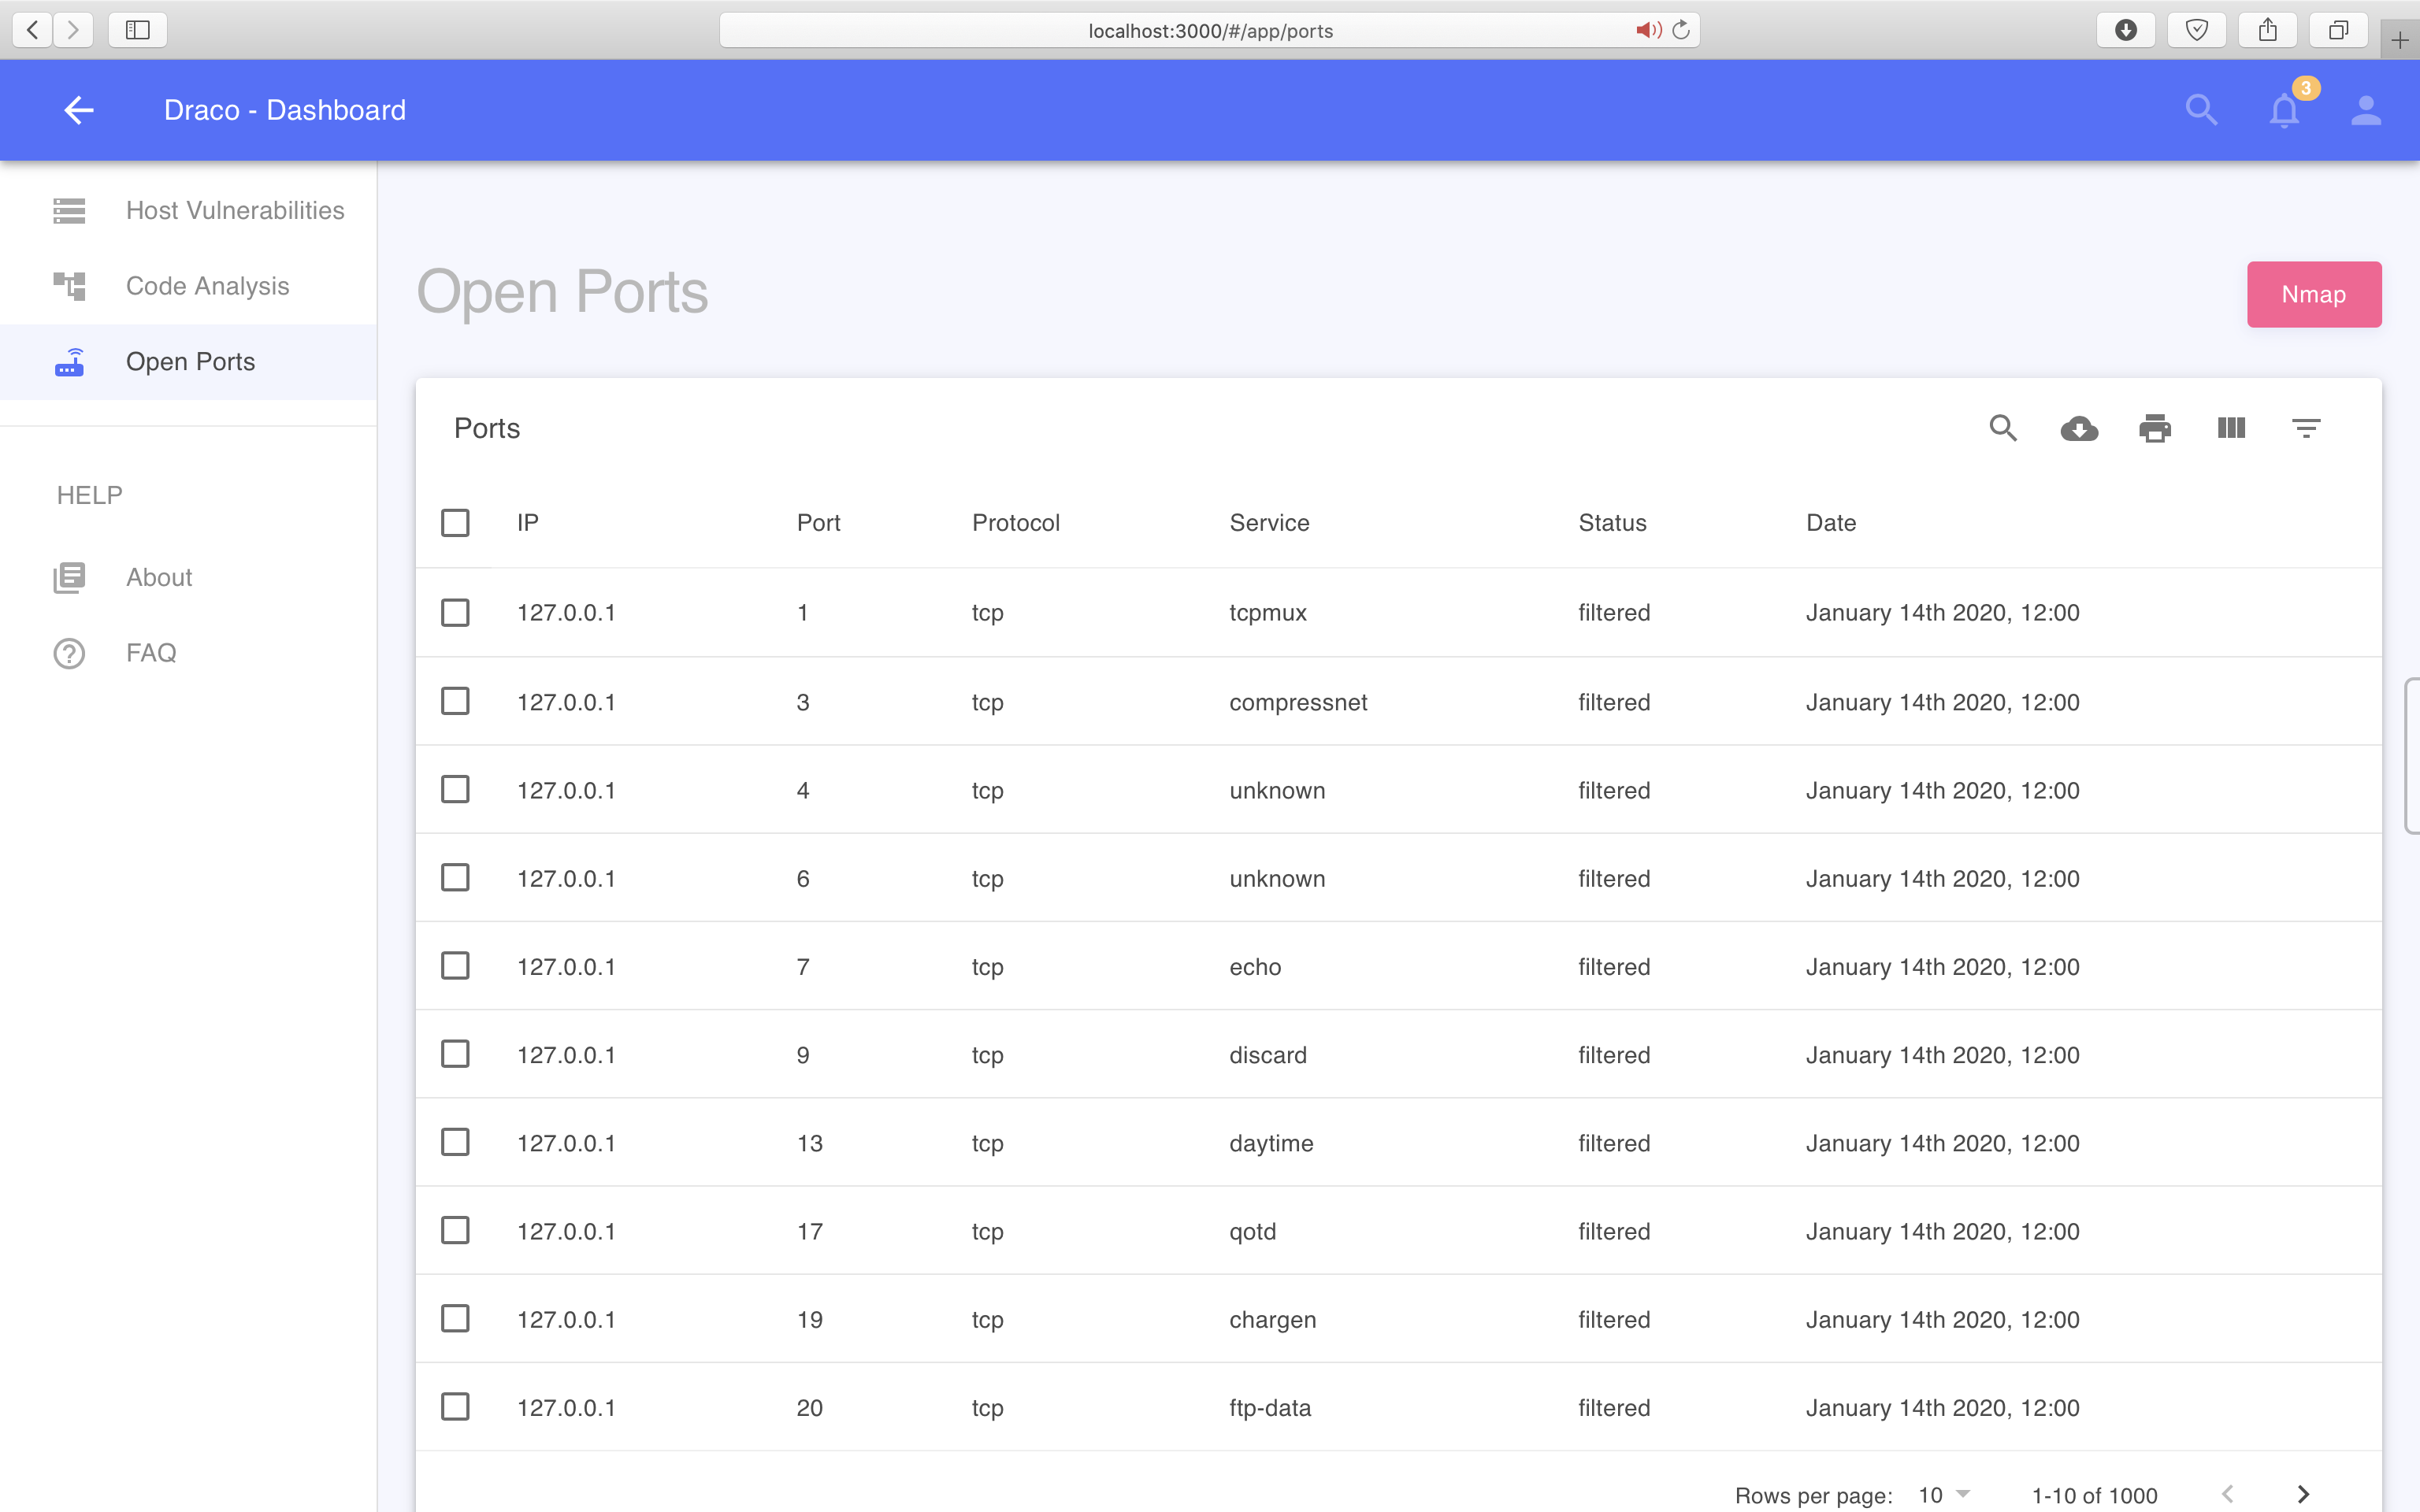 localhost:3000/#/app/ports
Draco - Dashboard
3
Host Vulnerabilities
Code Analysis
Open Ports
HELP
About
FAQ
Open Ports
Nmap
Ports
IP Port Protocol Service Status Date
127.0.0.1 1 tcp tcpmux filtered January 14th 2020, 12:00
127.0.0.1 3 tcp compressnet filtered January 14th 2020, 12:00
127.0.0.1 4 tcp unknown filtered January 14th 2020, 12:00
127.0.0.1 6 tcp unknown filtered January 14th 2020, 12:00
127.0.0.1 7 tcp echo filtered January 14th 2020, 12:00
127.0.0.1 9 tcp discard filtered January 14th 2020, 12:00
127.0.0.1 13 tcp daytime filtered January 14th 2020, 12:00
127.0.0.1 17 tcp qotd filtered January 14th 2020, 12:00
127.0.0.1 19 tcp chargen filtered January 14th 2020, 12:00
127.0.0.1 20 tcp ftp-data filtered January 14th 2020, 12:00
Rows per page: 10 1-10 of 1000